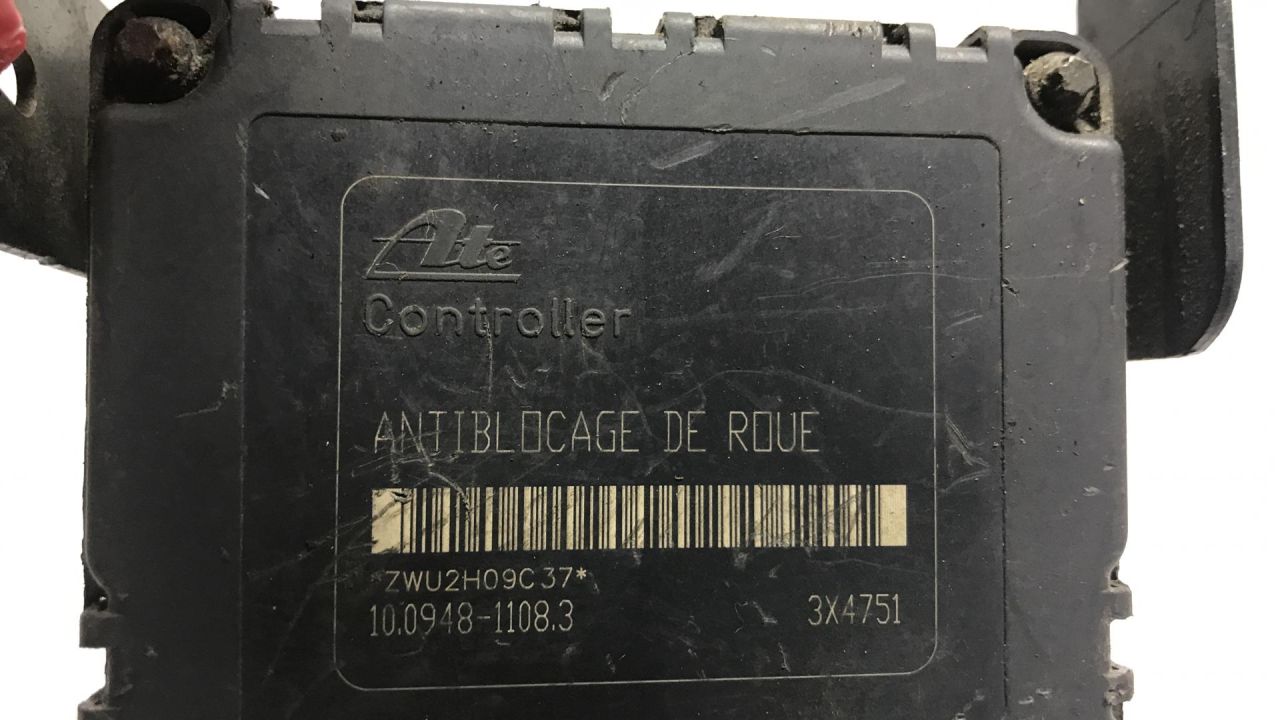 Ate
Controller
ANTIBLOCAGE DE ROUE
*ZWU2H09C37*
10.0948-1108.3 3X4751